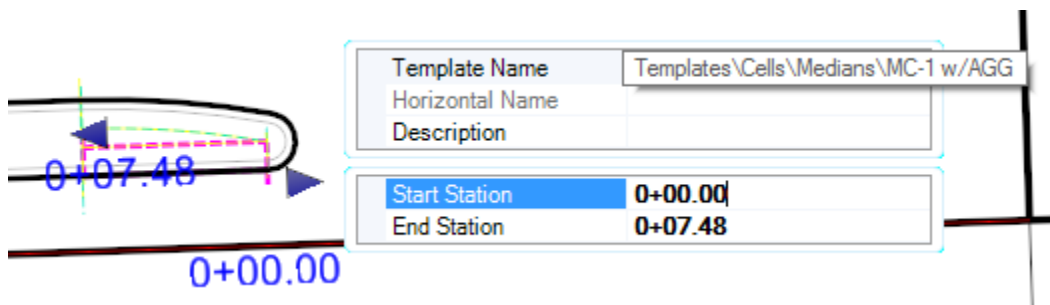 Template Name Templates\Cells\Medians\MC-1 w/AGG
Horizontal Name
Description
0+07.48
Start Station 0+00.00
End Station 0+07.48
0+00.00